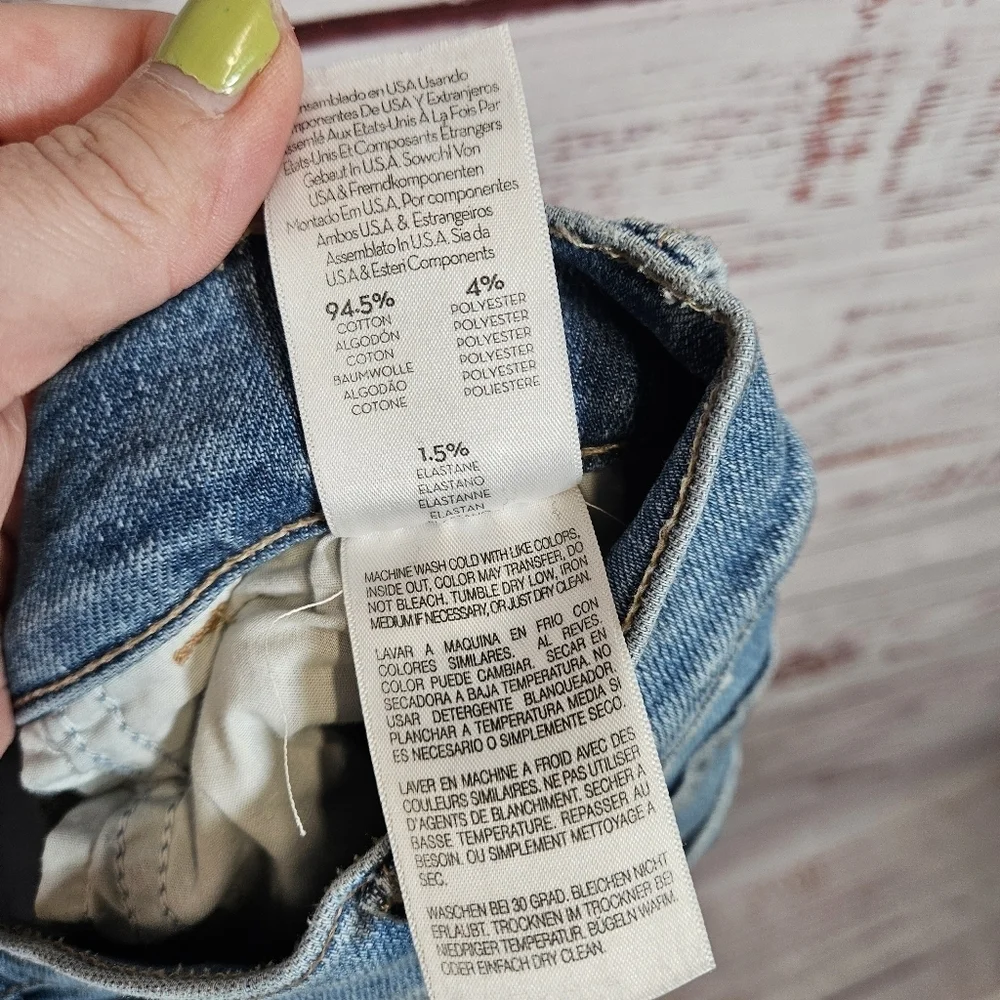 nsamblado en USA Usando
ponentes De USA Y Extranjeros
ssemlé Aux Etats-Unis À La Fois Par
Etats-Unis Et Composants Étrangers
Gebaut In U.S.A. Sowohl Von
USA & Fremdkomponenten
Montado Em U.S.A. Por componentes
Ambos U.S.A & Estrangeiros
Assemblato In U.S.A. Sia da
U.S.A & Esteri Components
94.5%
COTTON
ALGODÓN
COTON
BAUMWOLLE
ALGODÃO
COTONE
4%
POLYESTER
POLYESTER
POLYESTER
POLYESTER
POLYESTER
POLIESTERE
1.5%
ELASTANE
ELASTANO
ELASTANNE
ELASTAN
MACHINE WASH COLD WITH LIKE COLORS,
INSIDE OUT, COLOR MAY TRANSFER, DO
NOT BLEACH. TUMBLE DRY LOW, IRON
MEDIUM IF NECESSARY, OR JUST DRY CLEAN.
LAVAR A MAQUINA EN FRIO CON
COLORES SIMILARES. AL REVES.
COLOR PUEDE CAMBIAR. SECAR EN
SECADORA A BAJA TEMPERATURA, NO
USAR DETERGENTE BLANQUEADOR,
PLANCHAR A TEMPERATURA MEDIA SI
ES NECESARIO O SIMPLEMENTE SECO.
LAVER EN MACHINE A FROID AVEC DES
COULEURS SIMILAIRES, NE PAS UTILISER
D'AGENTS DE BLANCHIMENT. SECHER A
BASSE TEMPERATURE. REPASSER AU
BESOIN. OU SIMPLEMENT METTOYAGE A
SEC.
WASCHEN BEI 30 GRAD. BLEICHEN NICHT
ERLAUBT. TROCKNEN IM TROCKNER BEI
NIEDRIGER TEMPERATUR. BÜGELN WARM.
ODER EINFACH DRY CLEAN.